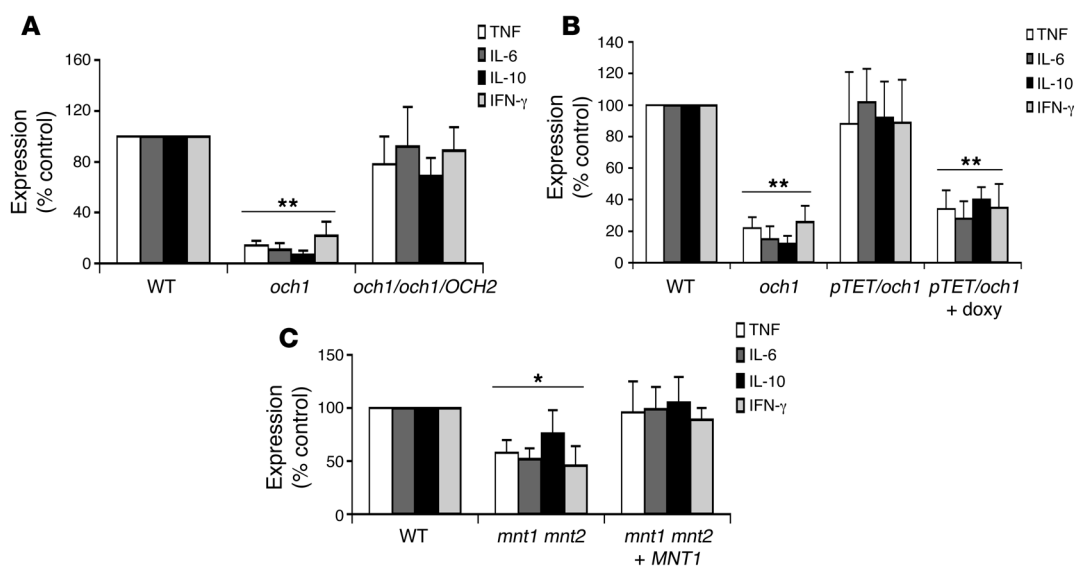 A
TNF
IL-6
IL-10
IFN-γ
Expression
(% control)
160
120
80
40
0
**
WT
och1
och1/och1/OCH2
B
TNF
IL-6
IL-10
IFN-γ
Expression
(% control)
140
120
100
80
60
40
20
0
**
**
WT
och1
pTET/och1
pTET/och1
+ doxy
C
TNF
IL-6
IL-10
IFN-γ
Expression
(% control)
150
100
50
0
*
WT
mnt1 mnt2
mnt1 mnt2
+ MNT1